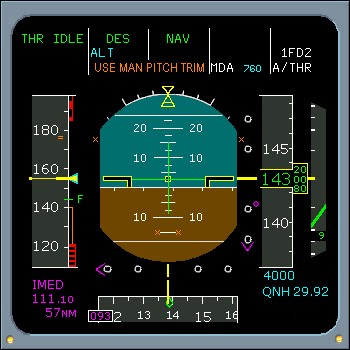 THR IDLE DES NAV
ALT 1FD2
USE MAN PITCH TRIM MDA 760 A/THR
180 20 20 145
160 10 10 20
143 00
80
140 F 140
120 10 10 9
IMED 4000
111.10 QNH 29.92
57NM
093 12 13 14 15 16